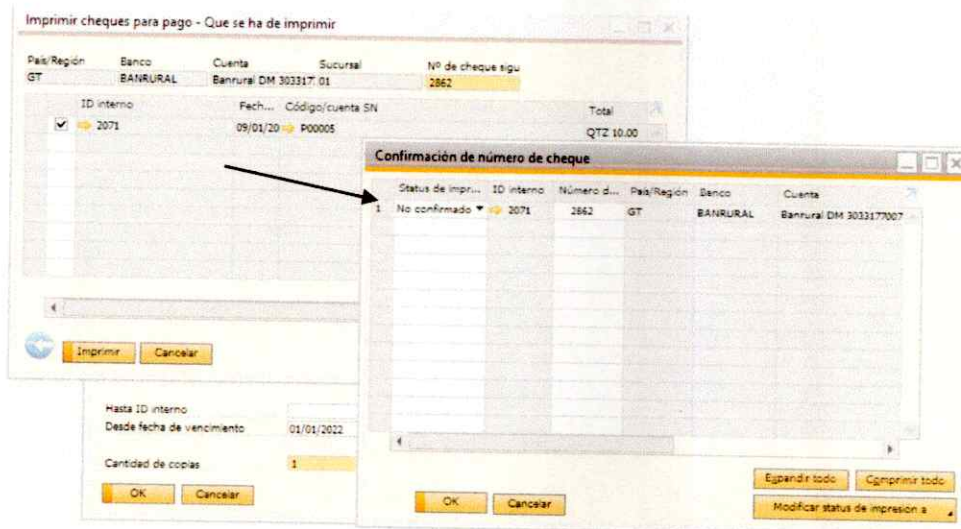 Imprimir cheques para pago - Que se ha de imprimir
País/Región Banco Cuenta Sucursal Nº de cheque sigu
GT BANRURAL Banrural DM 303317: 01 2862
ID interno Fech... Código/cuenta SN Total
2071 09/01/20 P00005 QTZ 10.00
Imprimir Cancelar
Confirmación de número de cheque
Status de impr... ID interno Número d... País/Región Banco Cuenta
1 No confirmado 2071 2862 GT BANRURAL Banrural DM 3033177007
Hasta ID interno
Desde fecha de vencimiento 01/01/2022
Cantidad de copias 1
OK Cancelar
Expandir todo Comprimir todo
OK Cancelar Modificar status de impresion a